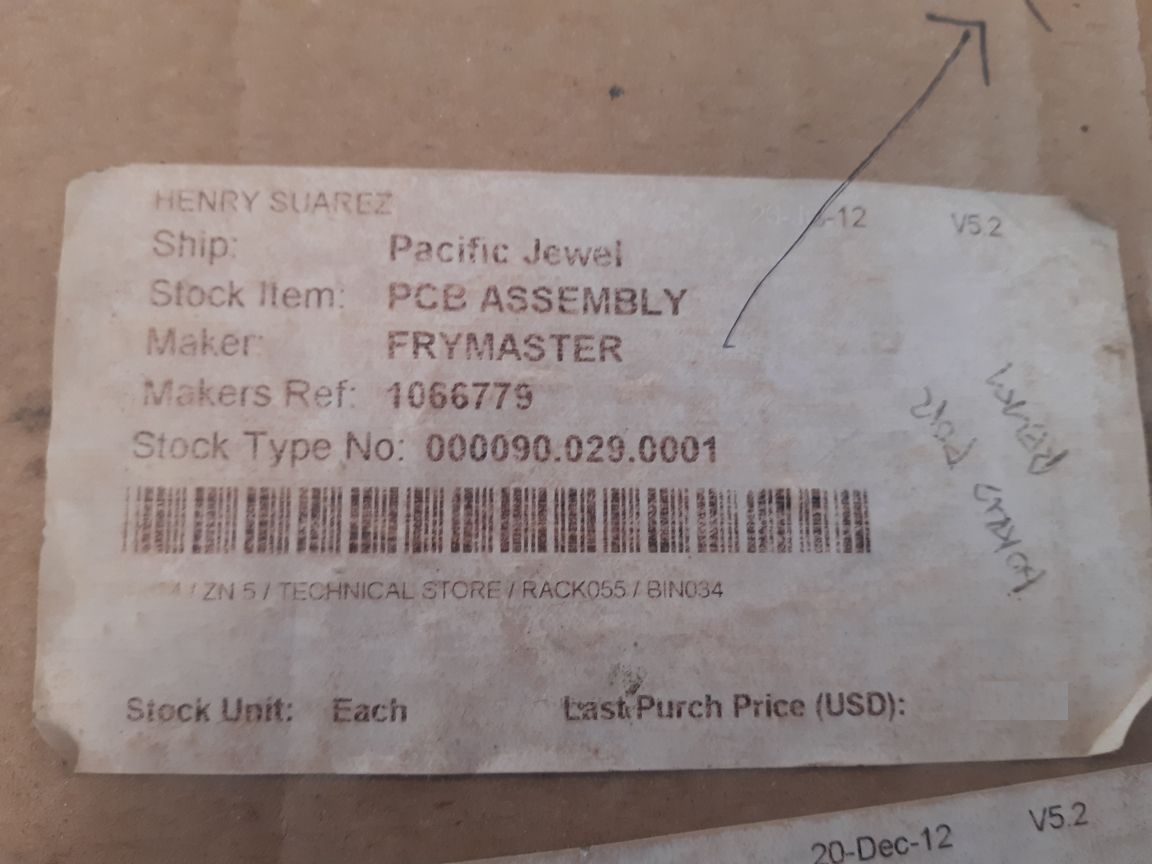 HENRY SUAREZ -12 V5.2
Ship: Pacific Jewel
Stock Item: PCB ASSEMBLY
Maker: FRYMASTER
Makers Ref: 1066779
Stock Type No: 000090.029.0001
4 / ZN 5 / TECHNICAL STORE / RACK055 / BIN034
Stock Unit: Each Last Purch Price (USD):
20-Dec-12 V5.2